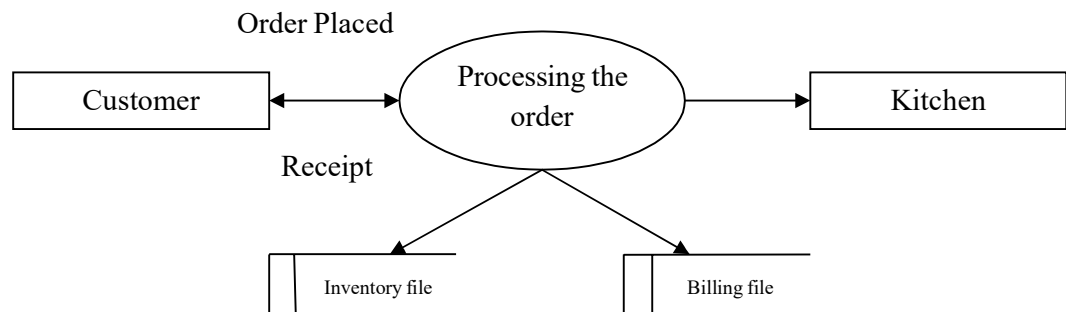 Order Placed
Customer
Processing the
order
Kitchen
Receipt
Inventory file
Billing file